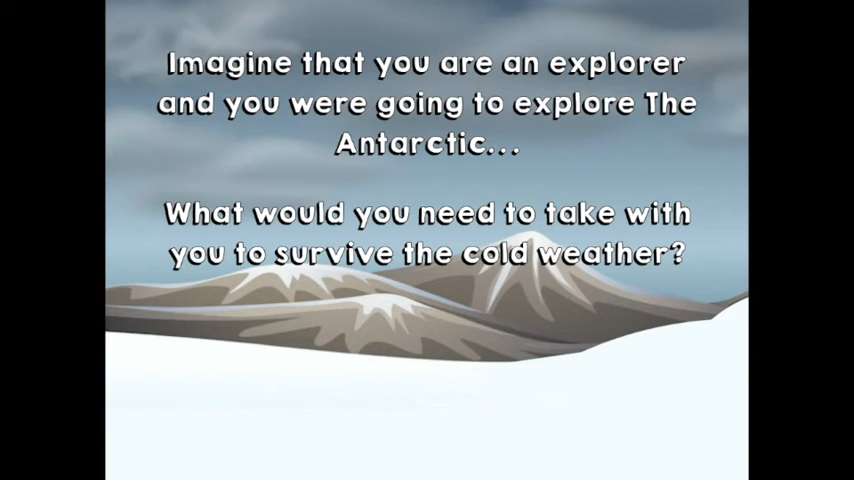 Imagine that you are an explorer
and you were going to explore The
Antarctic...
What would you need to take with
you to survive the cold weather?